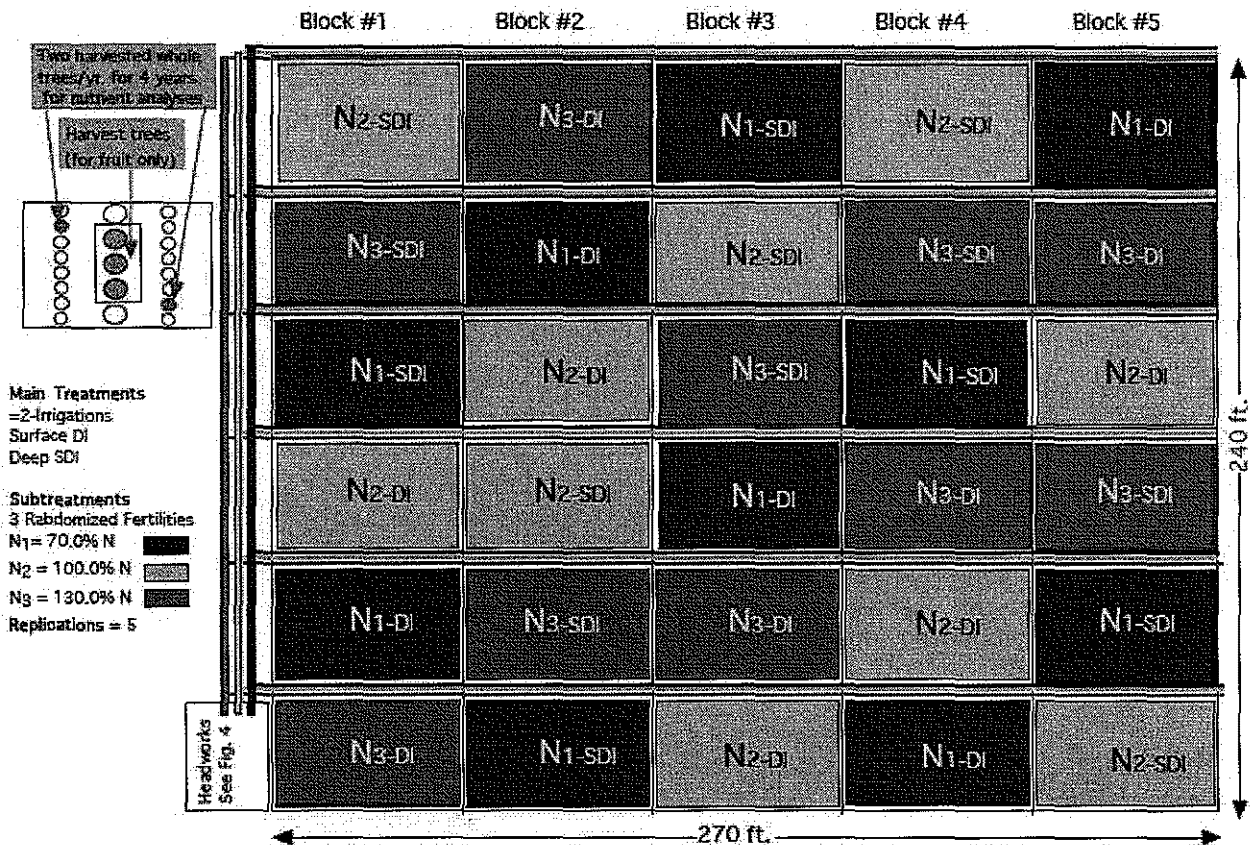 Block #1 Block #2 Block #3 Block #4 Block #5
Two harvested whole
trees/yr. for 4 years
for nutrient analyses
Harvest trees
(for fruit only)
N2-SDI N3-DI N1-SDI N2-SDI N1-DI
N3-SDI N1-DI N2-SDI N3-SDI N3-DI
N1-SDI N2-DI N3-SDI N1-SDI N2-DI
N2-DI N2-SDI N1-DI N3-DI N3-SDI
N1-DI N3-SDI N3-DI N2-DI N1-SDI
N3-DI N1-SDI N2-DI N1-DI N2-SDI
Main Treatments
=2-Irrigations
Surface DI
Deep SDI
Subtreatments
3 Rabdomized Fertilities
N1= 70.0% N
N2 = 100.0% N
N3 = 130.0% N
Replications = 5
Headworks
See Fig. 4
240 ft.
270 ft.